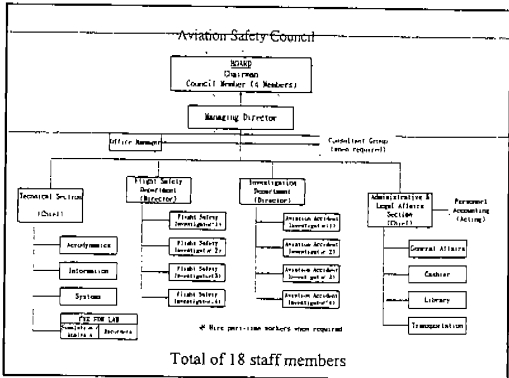 Aviation Safety Council
BOARD
Chairman
Council Member (4 Members)
Managing Director
Office Manager
Consultant Group
(when required)
Technical Section
(Chief)
Flight Safety
Department
(Director)
Investigation
Department
(Director)
Administrative &
Legal Affairs
Section
(Chief)
Personnel
Accounting
(Acting)
Aerodynamics
Information
Systems
LAB
Analysis Recorders
Flight Safety
Investigator(1)
Flight Safety
Investigator(2)
Flight Safety
Investigator(3)
Flight Safety
Investigator(4)
Aviation Accident
Investigator(1)
Aviation Accident
Investigator(2)
Aviation Accident
Investigator(3)
Aviation Accident
Investigator(4)
General Affairs
Cashier
Library
Transportation
※ Hire part-time workers when required
Total of 18 staff members